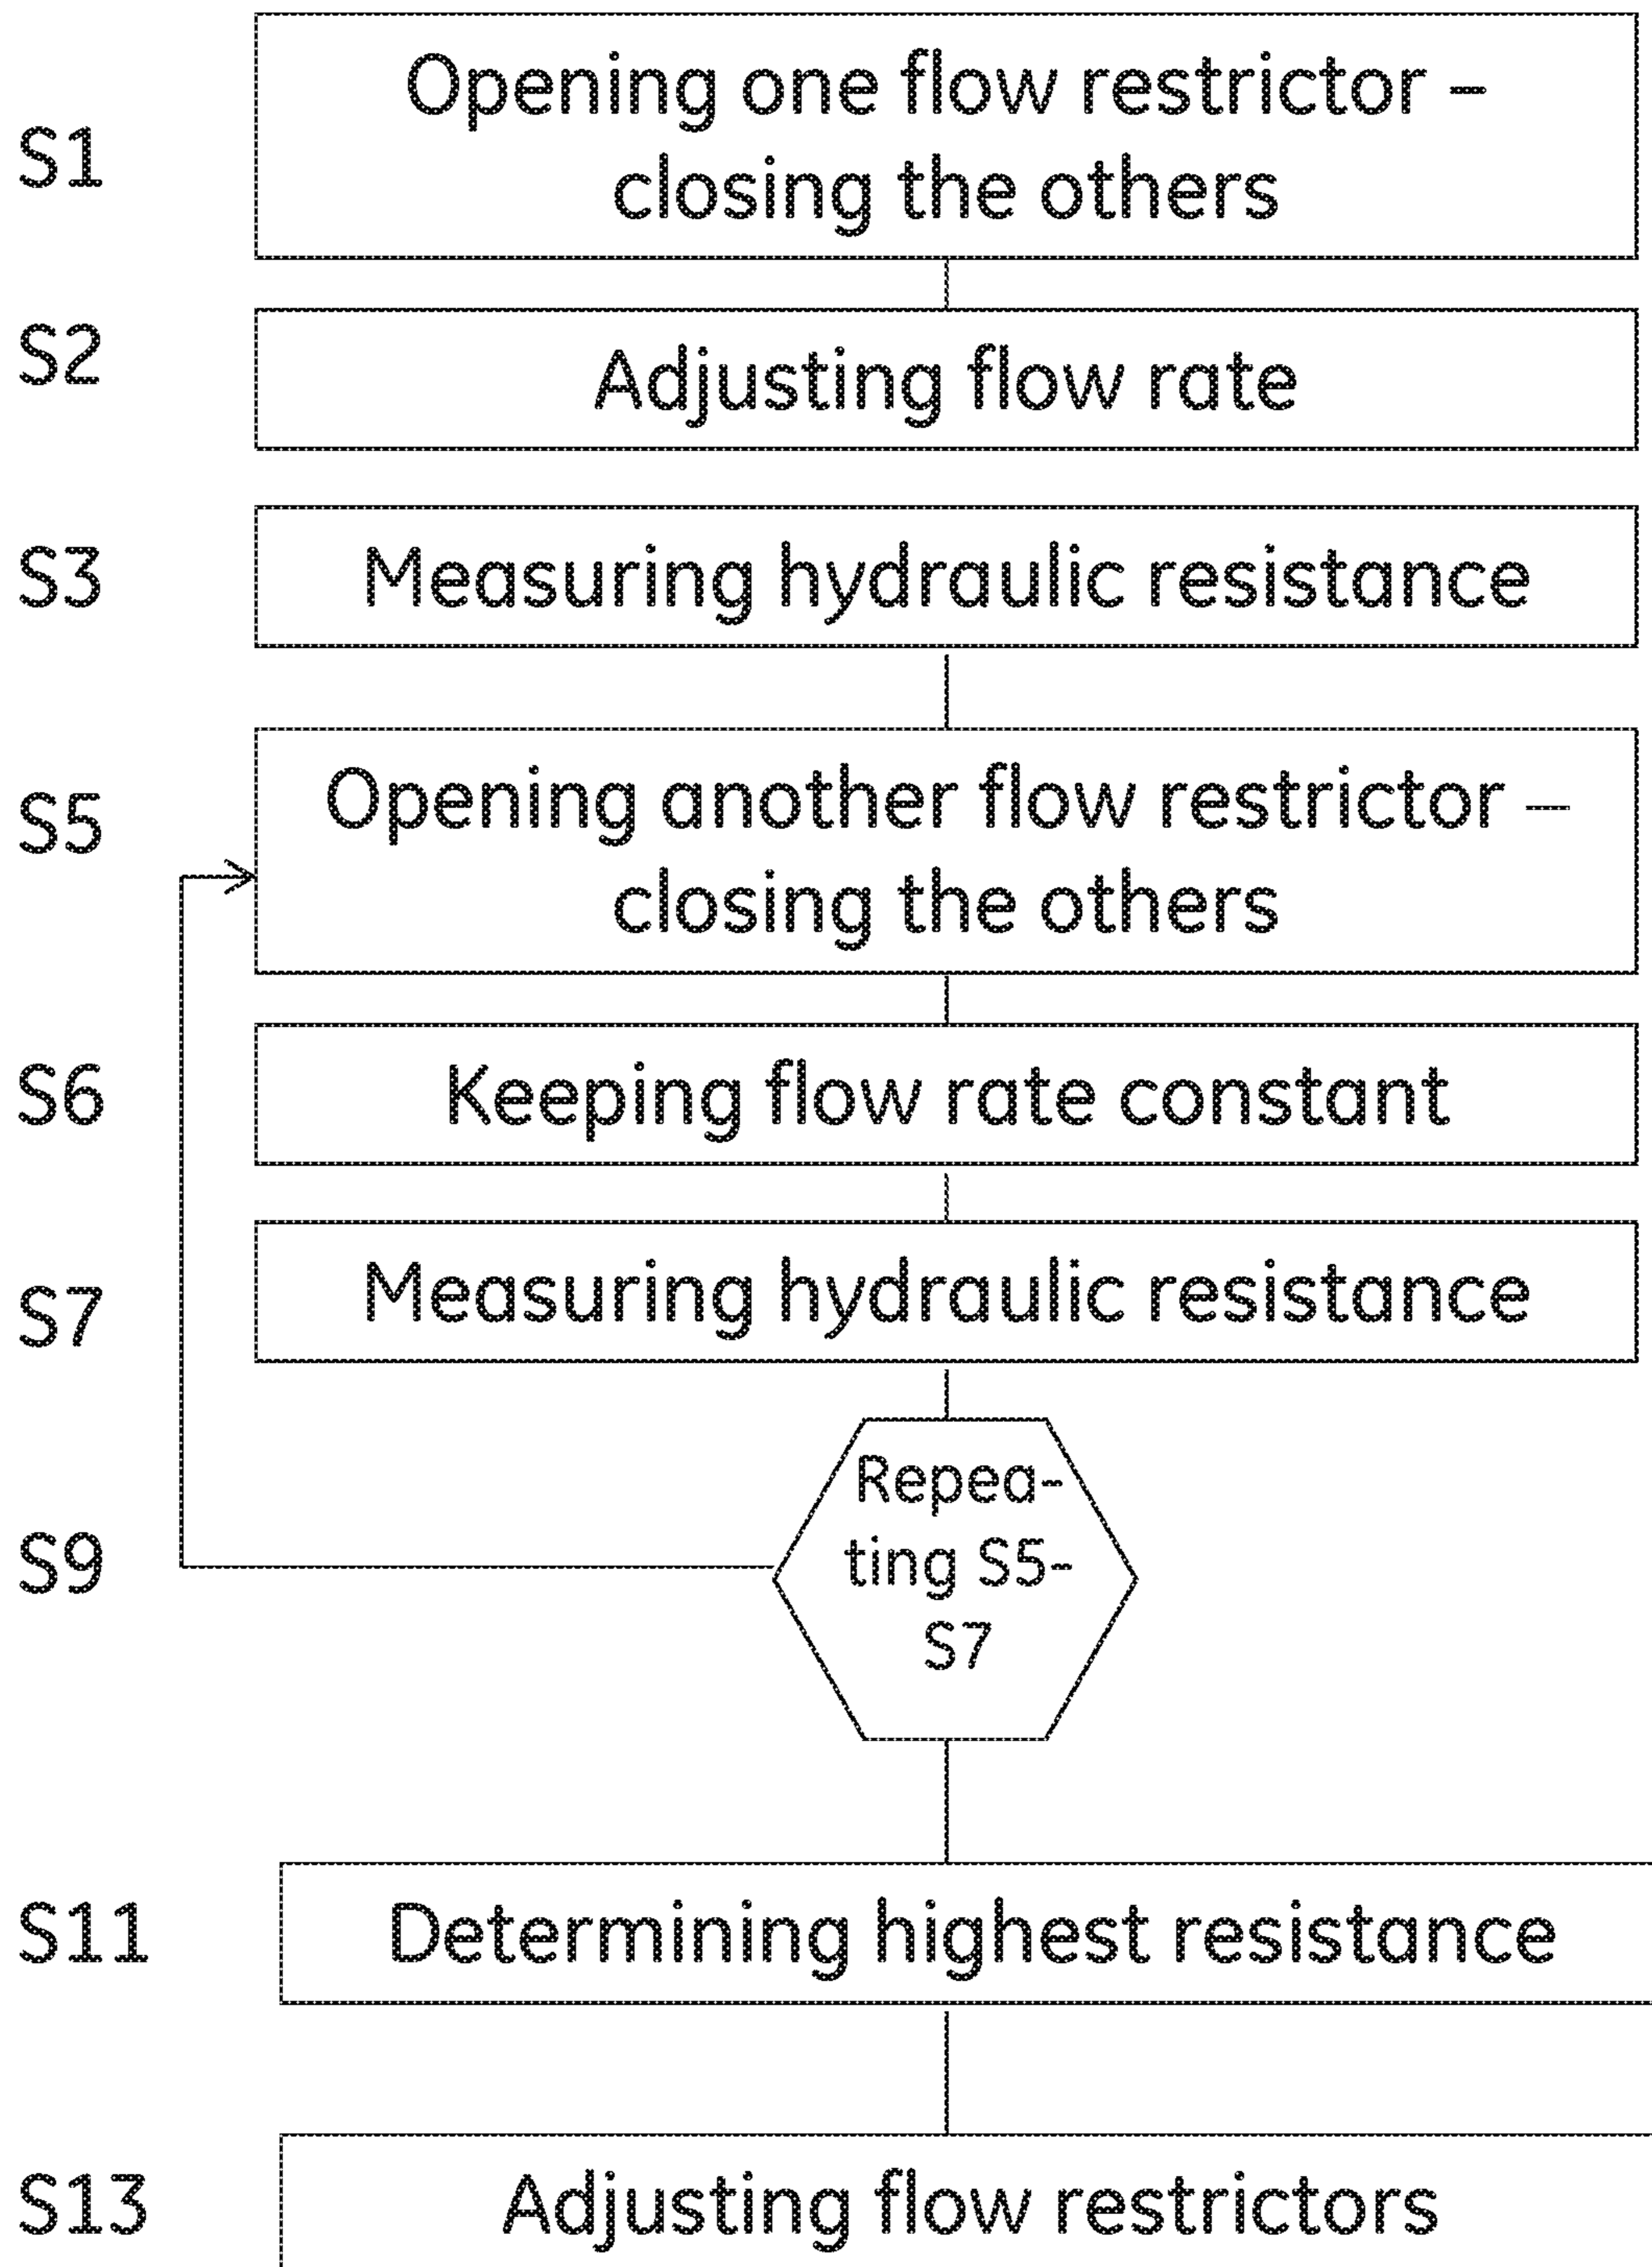 S1
Opening one flow restrictor –
closing the others
S2
Adjusting flow rate
S3
Measuring hydraulic resistance
S5
Opening another flow restrictor —
closing the others
S6
Keeping flow rate constant
S7
Measuring hydraulic resistance
S9
Repea-
ting S5-
S7
S11
Determining highest resistance
S13
Adjusting flow restrictors